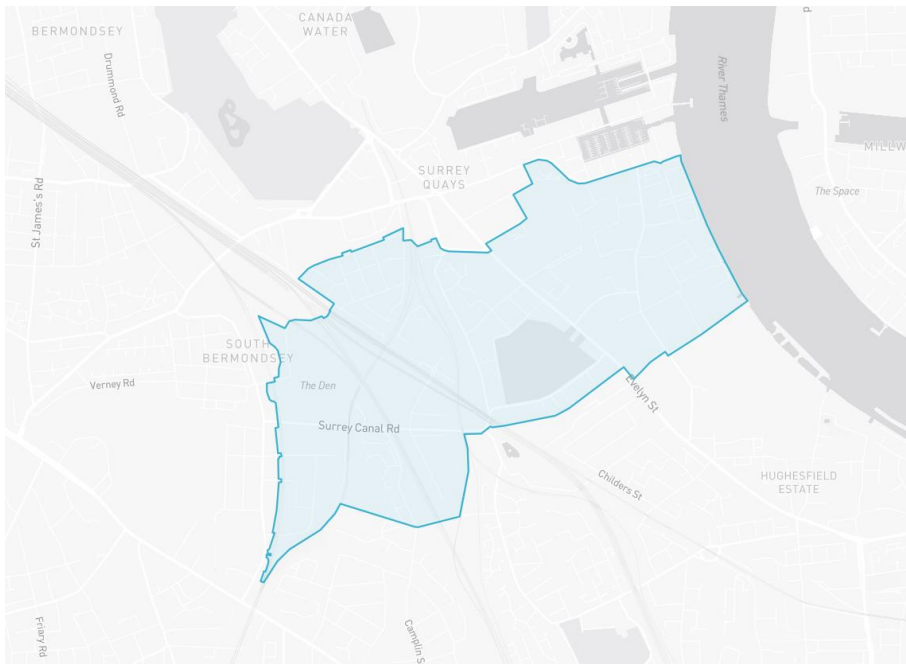 BERMONDSEY
CANADA
WATER
Drummond Rd
River Thames
MILLW
St James's Rd
SURREY
QUAYS
The Space
SOUTH
BERMONDSEY
The Den
Verney Rd
Evelyn St
Surrey Canal Rd
Childers St
HUGHESFIELD
ESTATE
Friary Rd
Camplin S